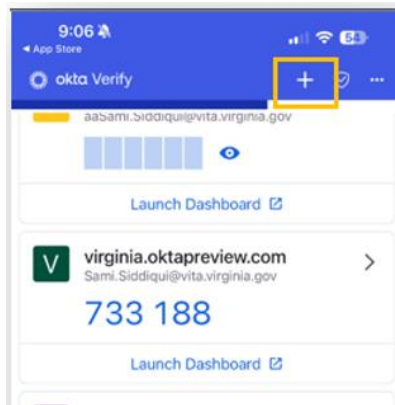 9:06
54
App Store
okta Verify
aaSami.Siddiqui@vita.virginia.gov
Launch Dashboard
V
virginia.oktapreview.com
Sami.Siddiqui@vita.virginia.gov
733 188
Launch Dashboard